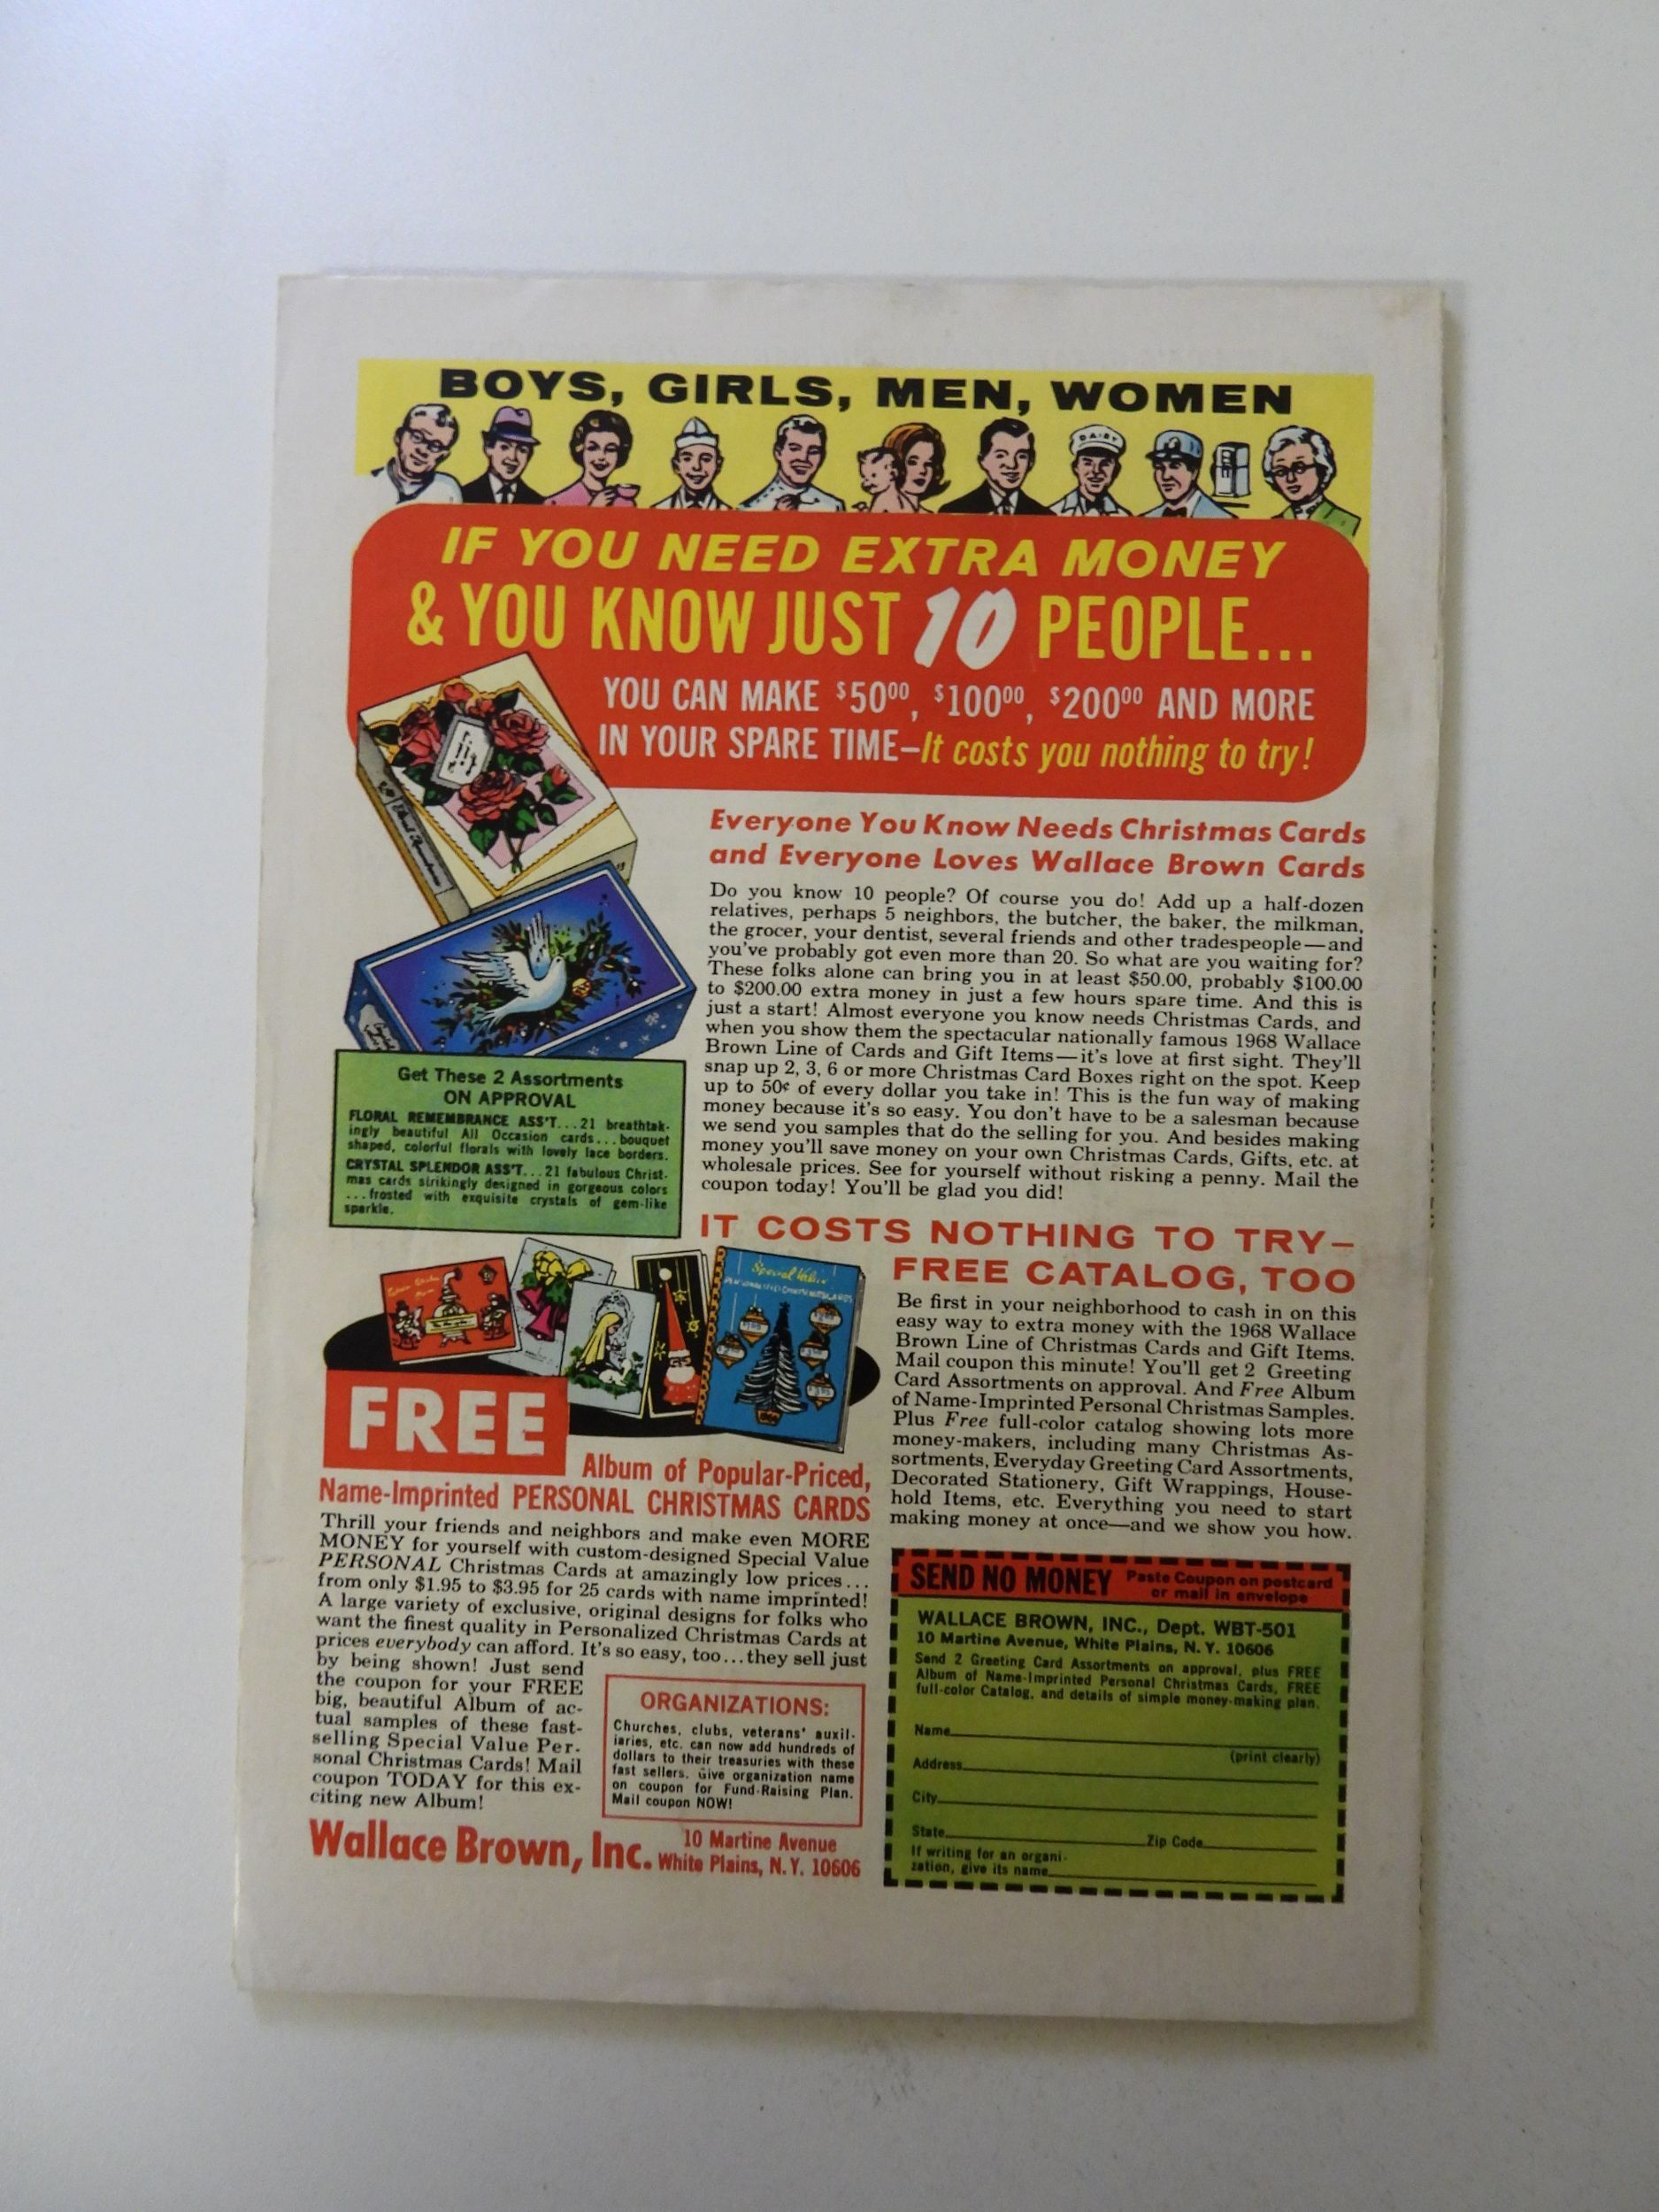 BOYS, GIRLS, MEN, WOMEN
DAIRY
IF YOU NEED EXTRA MONEY
& YOU KNOW JUST 10 PEOPLE...
YOU CAN MAKE $50⁰⁰, $100⁰⁰, $200⁰⁰ AND MORE
IN YOUR SPARE TIME–It costs you nothing to try!
Everyone You Know Needs Christmas Cards
and Everyone Loves Wallace Brown Cards
Do you know 10 people? Of course you do! Add up a half-dozen
relatives, perhaps 5 neighbors, the butcher, the baker, the milkman,
the grocer, your dentist, several friends and other tradespeople—and
you've probably got even more than 20. So what are you waiting for?
These folks alone can bring you in at least $50.00, probably $100.00
to $200.00 extra money in just a few hours spare time. And this is
just a start! Almost everyone you know needs Christmas Cards, and
when you show them the spectacular nationally famous 1968 Wallace
Brown Line of Cards and Gift Items—it's love at first sight. They'll
snap up 2, 3, 6 or more Christmas Card Boxes right on the spot. Keep
up to 50¢ of every dollar you take in! This is the fun way of making
money because it's so easy. You don't have to be a salesman because
we send you samples that do the selling for you. And besides making
money you'll save money on your own Christmas Cards, Gifts, etc. at
wholesale prices. See for yourself without risking a penny. Mail the
coupon today! You'll be glad you did!
Get These 2 Assortments
ON APPROVAL
FLORAL REMEMBRANCE ASS'T...21 breathtak-
ingly beautiful All Occasion cards...bouquet
shaped, colorful florals with lovely lace borders.
CRYSTAL SPLENDOR ASS'T...21 fabulous Christ-
mas cards strikingly designed in gorgeous colors
...frosted with exquisite crystals of gem-like
sparkle.
IT COSTS NOTHING TO TRY–
FREE CATALOG, TOO
Be first in your neighborhood to cash in on this
easy way to extra money with the 1968 Wallace
Brown Line of Christmas Cards and Gift Items.
Mail coupon this minute! You'll get 2 Greeting
Card Assortments on approval. And Free Album
of Name-Imprinted Personal Christmas Samples.
Plus Free full-color catalog showing lots more
money-makers, including many Christmas As-
sortments, Everyday Greeting Card Assortments,
Decorated Stationery, Gift Wrappings, House-
hold Items, etc. Everything you need to start
making money at once—and we show you how.
Special Value
FREE
Album of Popular-Priced,
Name-Imprinted PERSONAL CHRISTMAS CARDS
Thrill your friends and neighbors and make even MORE
MONEY for yourself with custom-designed Special Value
PERSONAL Christmas Cards at amazingly low prices...
from only $1.95 to $3.95 for 25 cards with name imprinted!
A large variety of exclusive, original designs for folks who
want the finest quality in Personalized Christmas Cards at
prices everybody can afford. It's so easy, too...they sell just
by being shown! Just send
the coupon for your FREE
big, beautiful Album of ac-
tual samples of these fast-
selling Special Value Per-
sonal Christmas Cards! Mail
coupon TODAY for this ex-
citing new Album!
ORGANIZATIONS:
Churches, clubs, veterans' auxil-
iaries, etc. can now add hundreds of
dollars to their treasuries with these
fast sellers. Give organization name
on coupon for Fund-Raising Plan.
Mail coupon NOW!
Wallace Brown, Inc. 10 Martine Avenue
White Plains, N.Y. 10606
SEND NO MONEY Paste Coupon on postcard
or mail in envelope
WALLACE BROWN, INC., Dept. WBT-501
10 Martine Avenue, White Plains, N.Y. 10606
Send 2 Greeting Card Assortments on approval, plus FREE
Album of Name-Imprinted Personal Christmas Cards, FREE
full-color Catalog, and details of simple money-making plan.
Name
(print clearly)
Address
City
State Zip Code
If writing for an organi-
zation, give its name